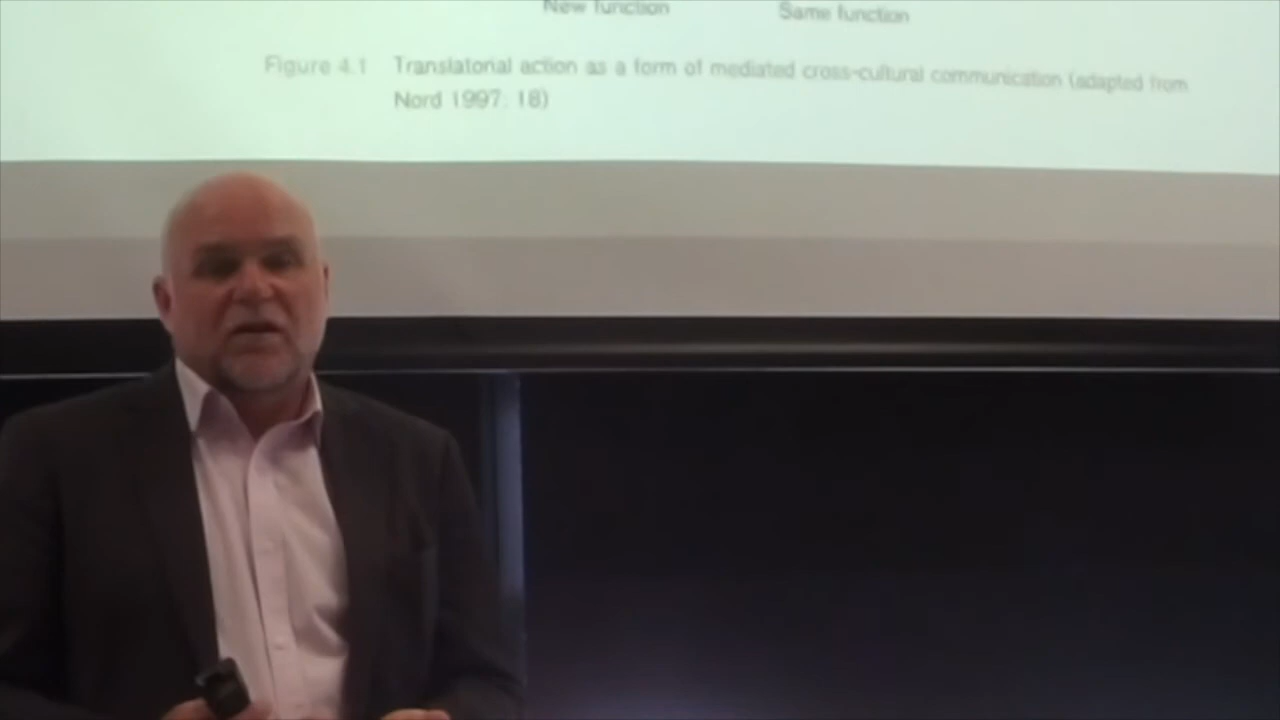 New function Same function
Figure 4.1 Translatorial action as a form of mediated cross-cultural communication (adapted from
Nord 1997: 18)